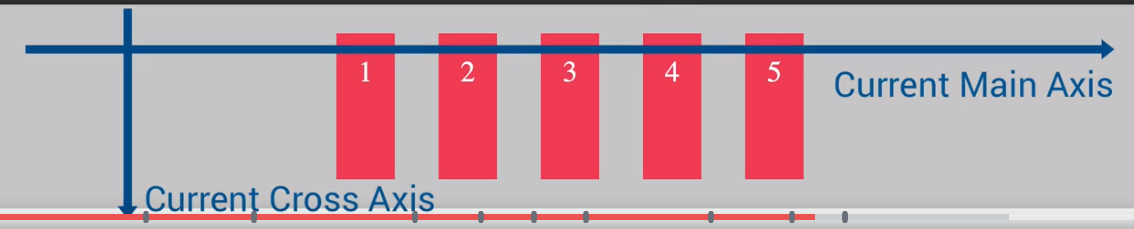 1 2 3 4 5
Current Main Axis
Current Cross Axis